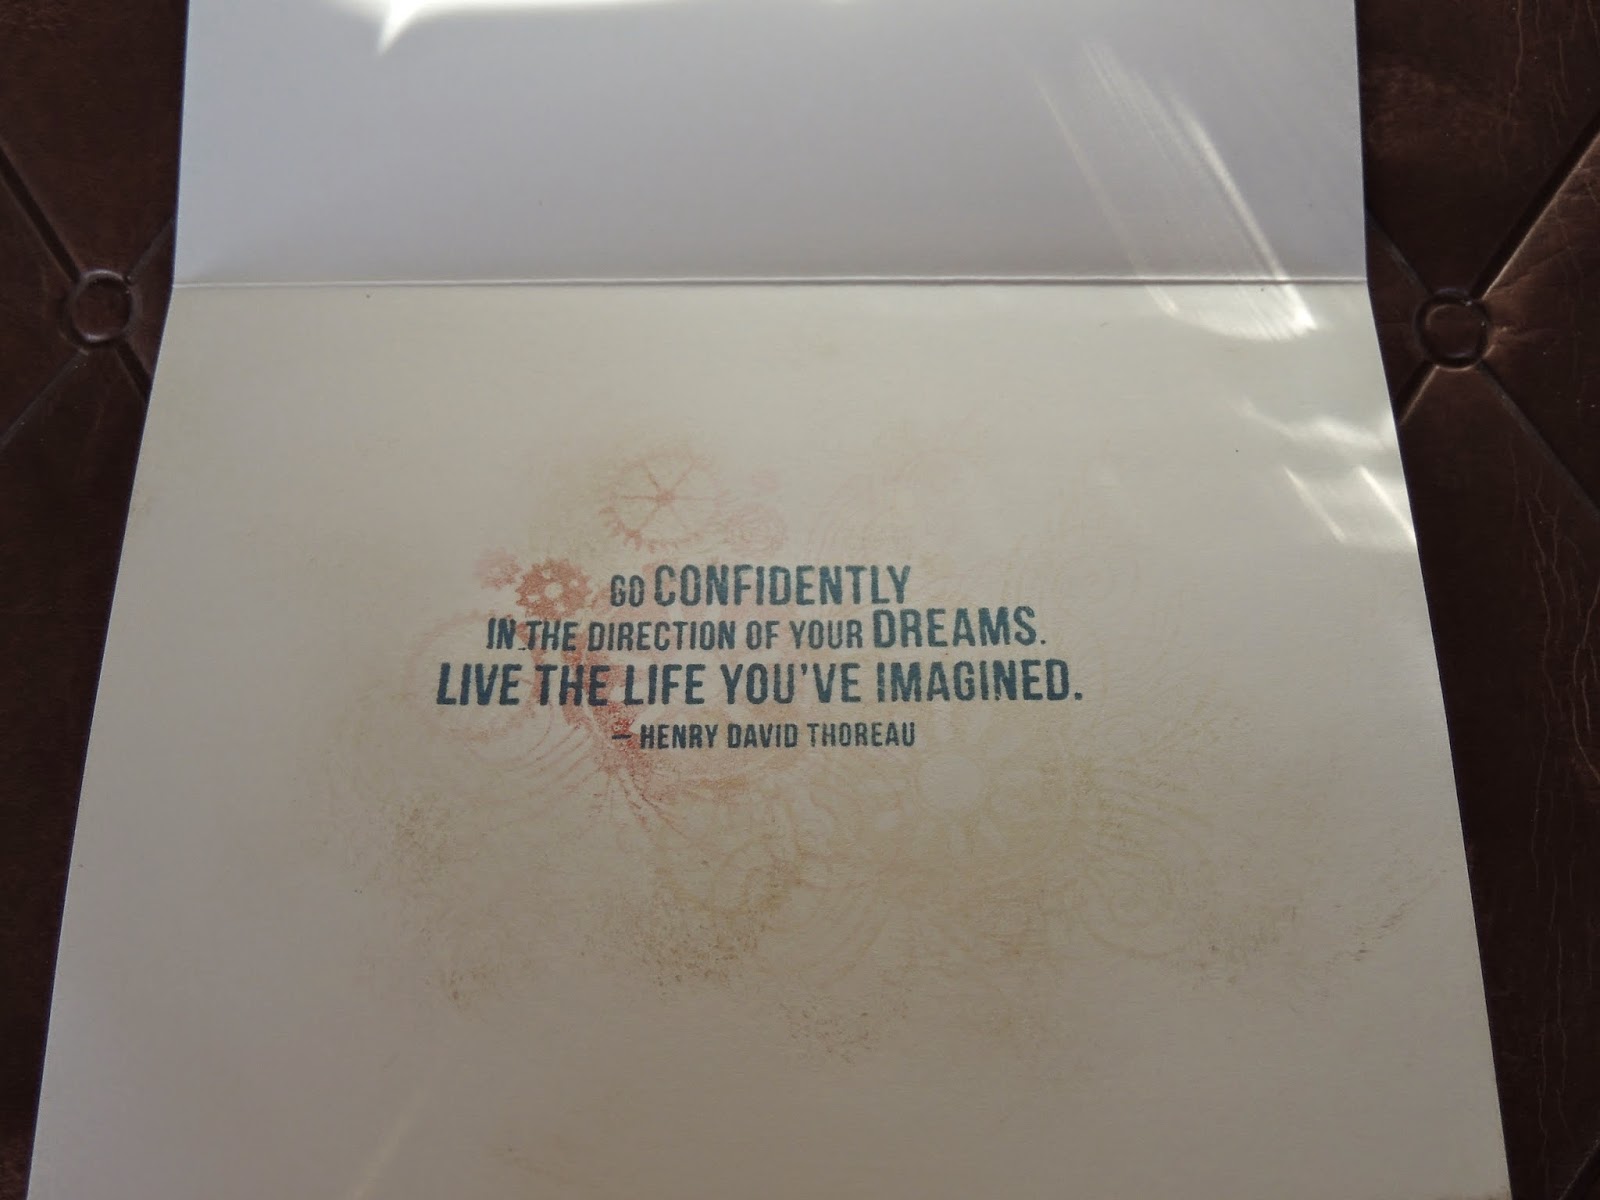 GO CONFIDENTLY
IN THE DIRECTION OF YOUR DREAMS.
LIVE THE LIFE YOU'VE IMAGINED.
– HENRY DAVID THOREAU